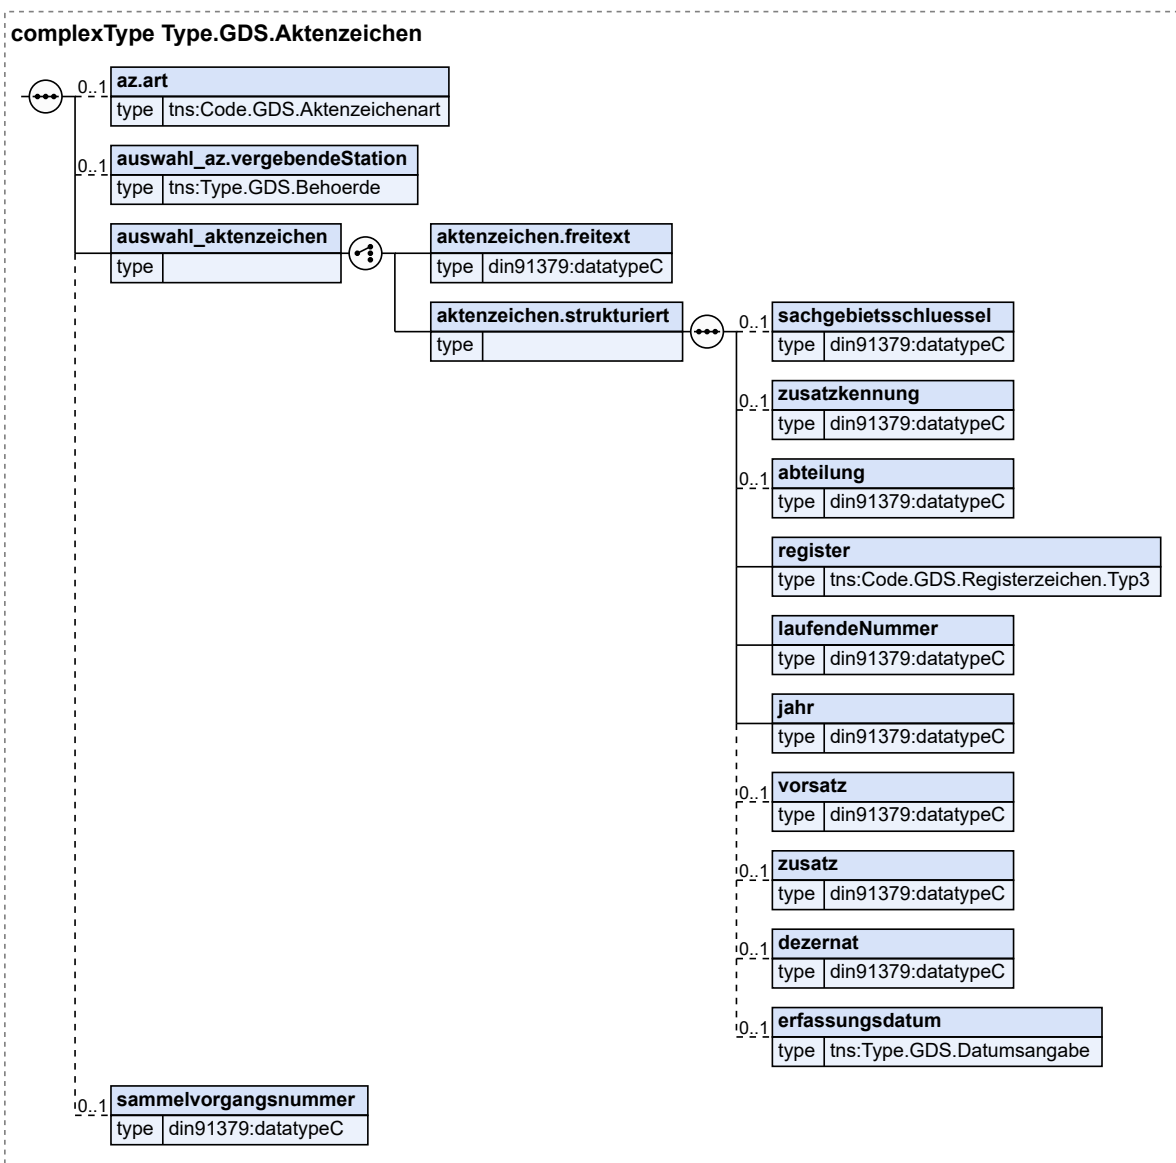 complexType Type.GDS.Aktenzeichen
0..1
az.art
type tns:Code.GDS.Aktenzeichenart
0..1
auswahl_az.vergebendeStation
type tns:Type.GDS.Behoerde
auswahl_aktenzeichen
type
aktenzeichen.freitext
type din91379:datatypeC
aktenzeichen.strukturiert
type
0..1
sachgebietsschluessel
type din91379:datatypeC
0..1
zusatzkennung
type din91379:datatypeC
0..1
abteilung
type din91379:datatypeC
register
type tns:Code.GDS.Registerzeichen.Typ3
laufendeNummer
type din91379:datatypeC
jahr
type din91379:datatypeC
0..1
vorsatz
type din91379:datatypeC
0..1
zusatz
type din91379:datatypeC
0..1
dezernat
type din91379:datatypeC
0..1
erfassungsdatum
type tns:Type.GDS.Datumsangabe
0..1
sammelvorgangsnummer
type din91379:datatypeC